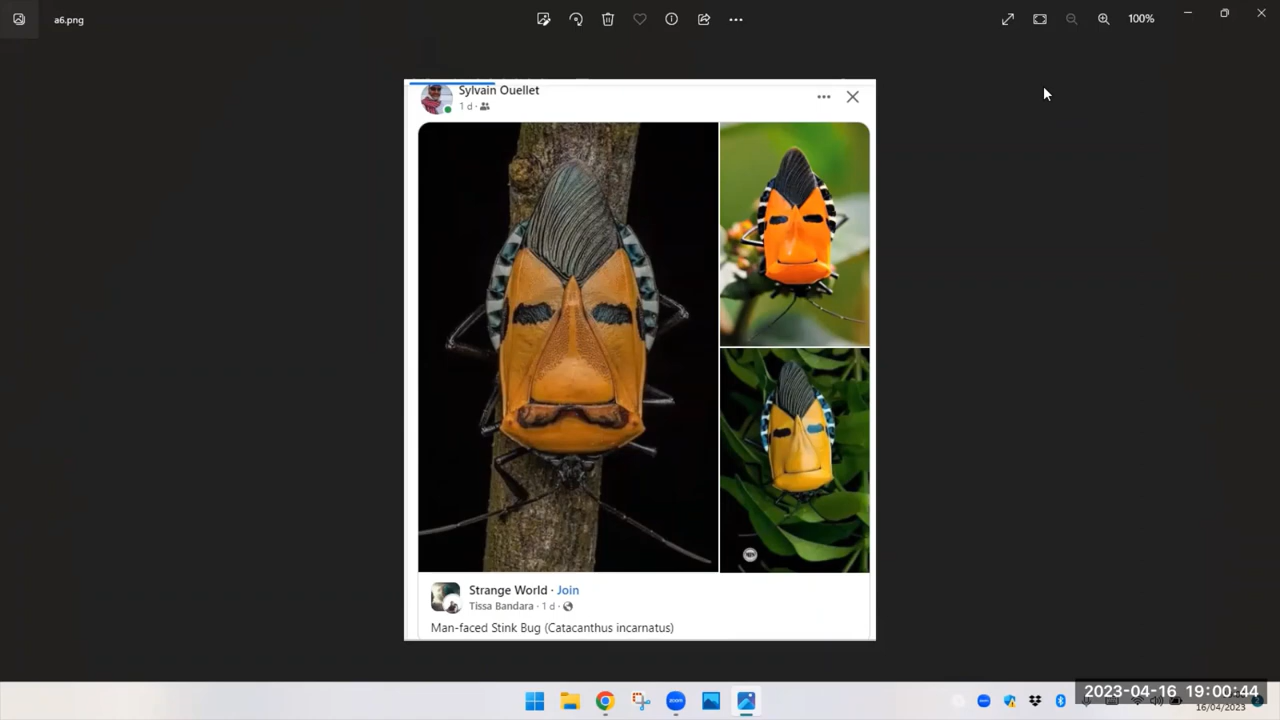 a6.png
100%
Sylvain Ouellet
1 d ·
Strange World · Join
Tissa Bandara · 1 d ·
Man-faced Stink Bug (Catacanthus incarnatus)
zoom
2023-04-16 19:00:44
16/04/2023